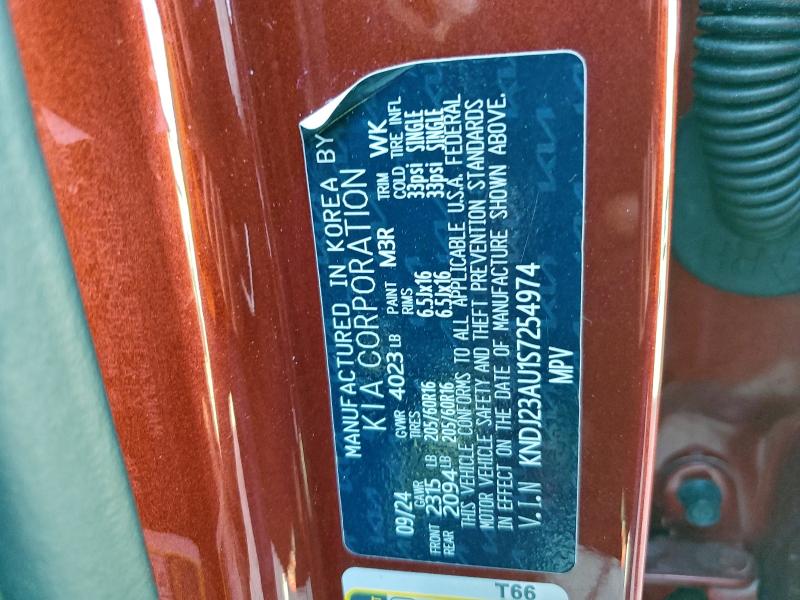 MANUFACTURED IN KOREA BY
KIA CORPORATION
09/24 GVWR 4023 LB PAINT M3R TRIM WK
GAWR TIRES RIMS COLD TIRE INFL
FRONT 2315 LB 205/60R16 6.5Jx16 33psi SINGLE
REAR 2094 LB 205/60R16 6.5Jx16 33psi SINGLE
THIS VEHICLE CONFORMS TO ALL APPLICABLE U.S.A. FEDERAL
MOTOR VEHICLE SAFETY AND THEFT PREVENTION STANDARDS
IN EFFECT ON THE DATE OF MANUFACTURE SHOWN ABOVE.
V.I.N KNDJ23AU1S7254974
MPV
T66